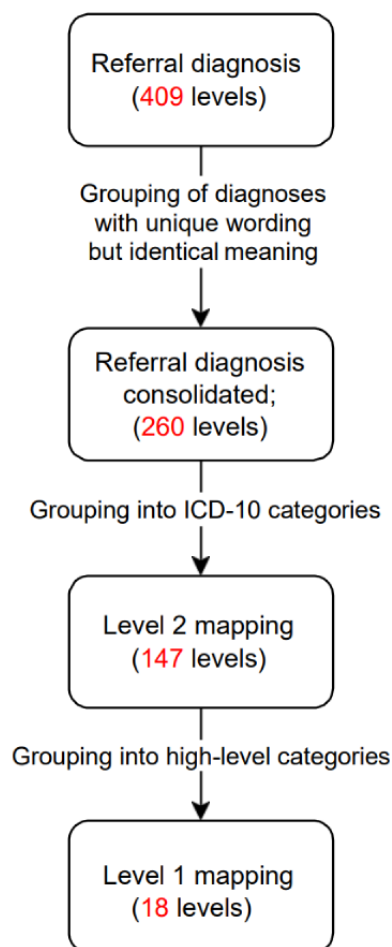 Referral diagnosis
(409 levels)
Grouping of diagnoses
with unique wording
but identical meaning
Referral diagnosis
consolidated;
(260 levels)
Grouping into ICD-10 categories
Level 2 mapping
(147 levels)
Grouping into high-level categories
Level 1 mapping
(18 levels)